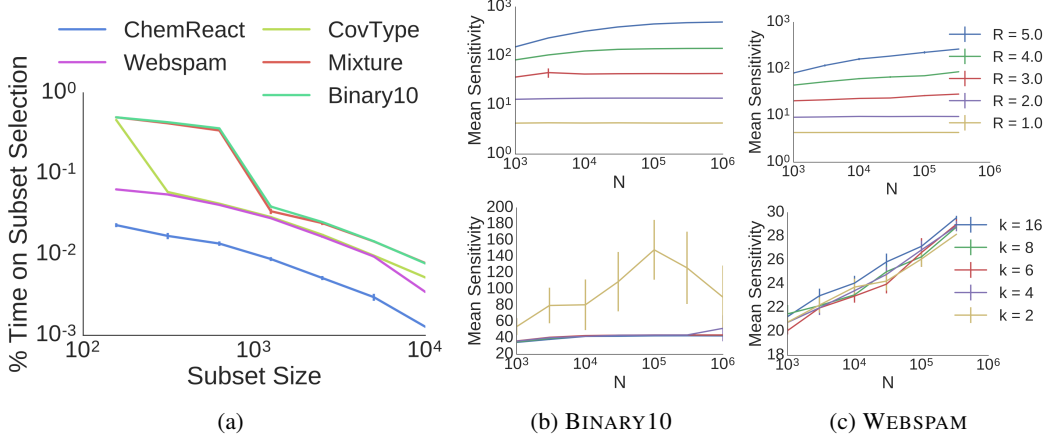 ChemReact
Webspam
CovType
Mixture
Binary10
% Time on Subset Selection
10^0
10^-1
10^-2
10^-3
10^2
10^3
10^4
Subset Size
(a)
Mean Sensitivity
10^3
10^2
10^1
10^0
10^3
10^4
10^5
10^6
N
Mean Sensitivity
200
180
160
140
120
100
80
60
40
20
10^3
10^4
10^5
10^6
N
(b) BINARY10
Mean Sensitivity
10^3
10^2
10^1
10^0
10^3
10^4
10^5
10^6
N
R = 5.0
R = 4.0
R = 3.0
R = 2.0
R = 1.0
Mean Sensitivity
30
28
26
24
22
20
18
10^3
10^4
10^5
10^6
N
k = 16
k = 8
k = 6
k = 4
k = 2
(c) WEBSPAM